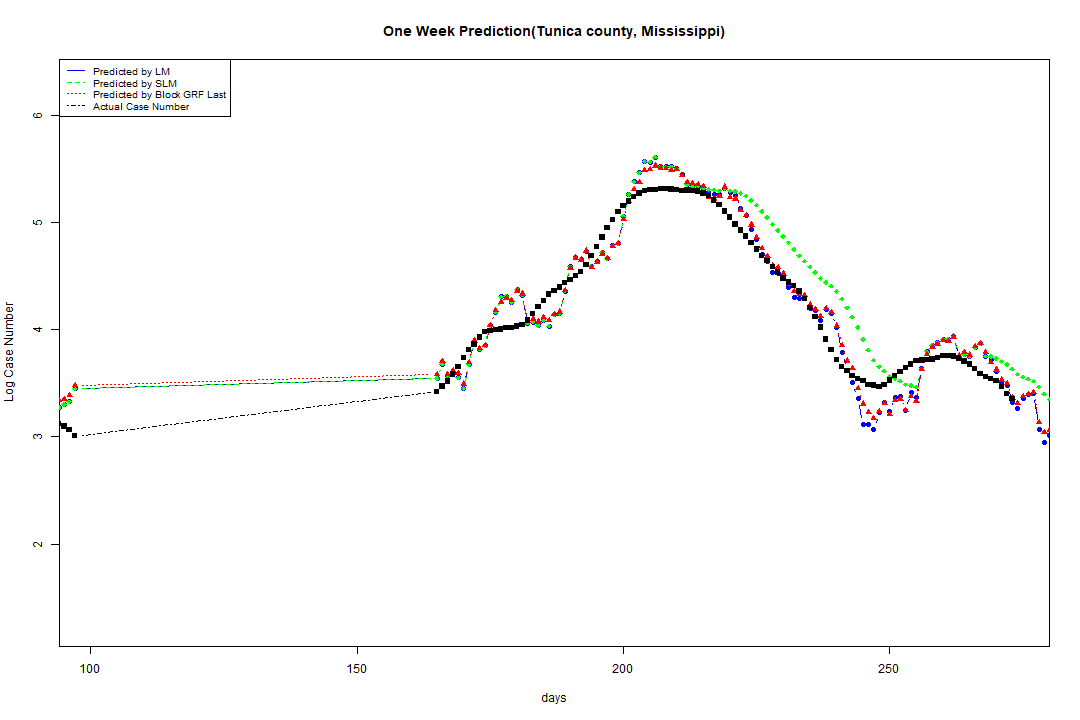 One Week Prediction(Tunica county, Mississippi)
Predicted by LM
Predicted by SLM
Predicted by Block GRF Last
Actual Case Number
6
5
4
3
2
Log Case Number
100 150 200 250
days